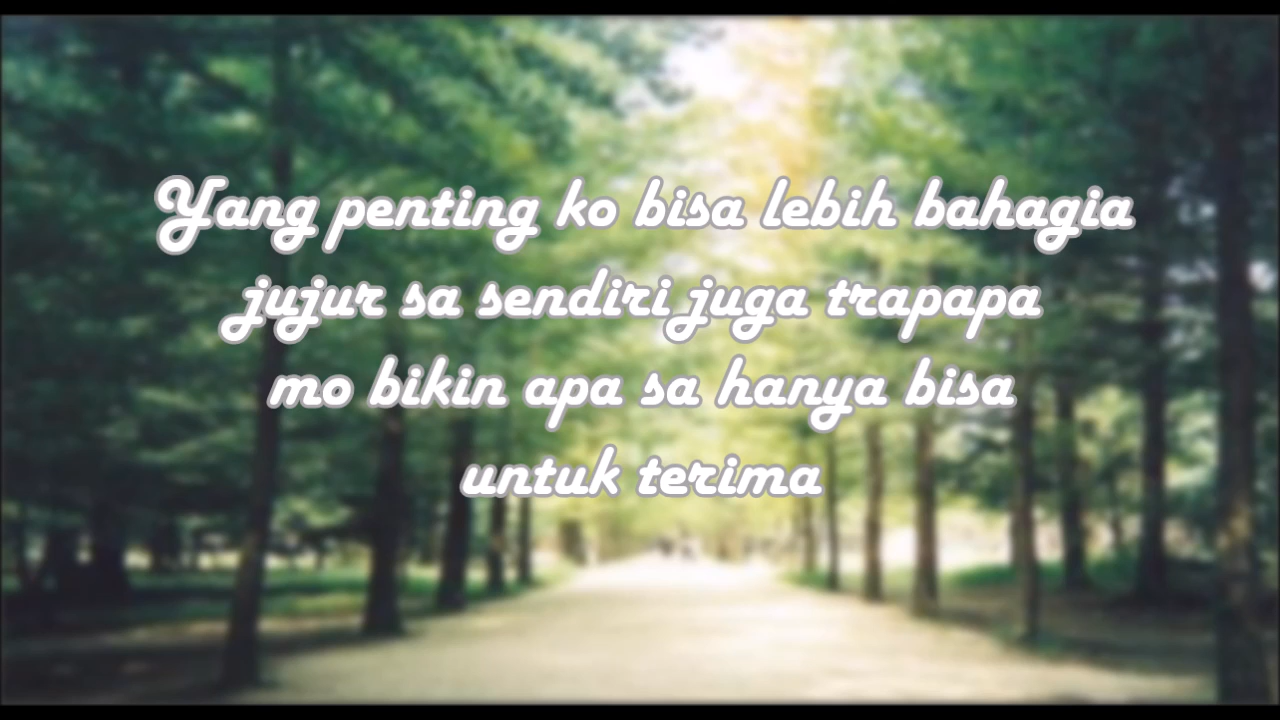 Yang penting ko bisa lebih bahagia
jujur sa sendiri juga trapapa
mo bikin apa sa hanya bisa
untuk terima